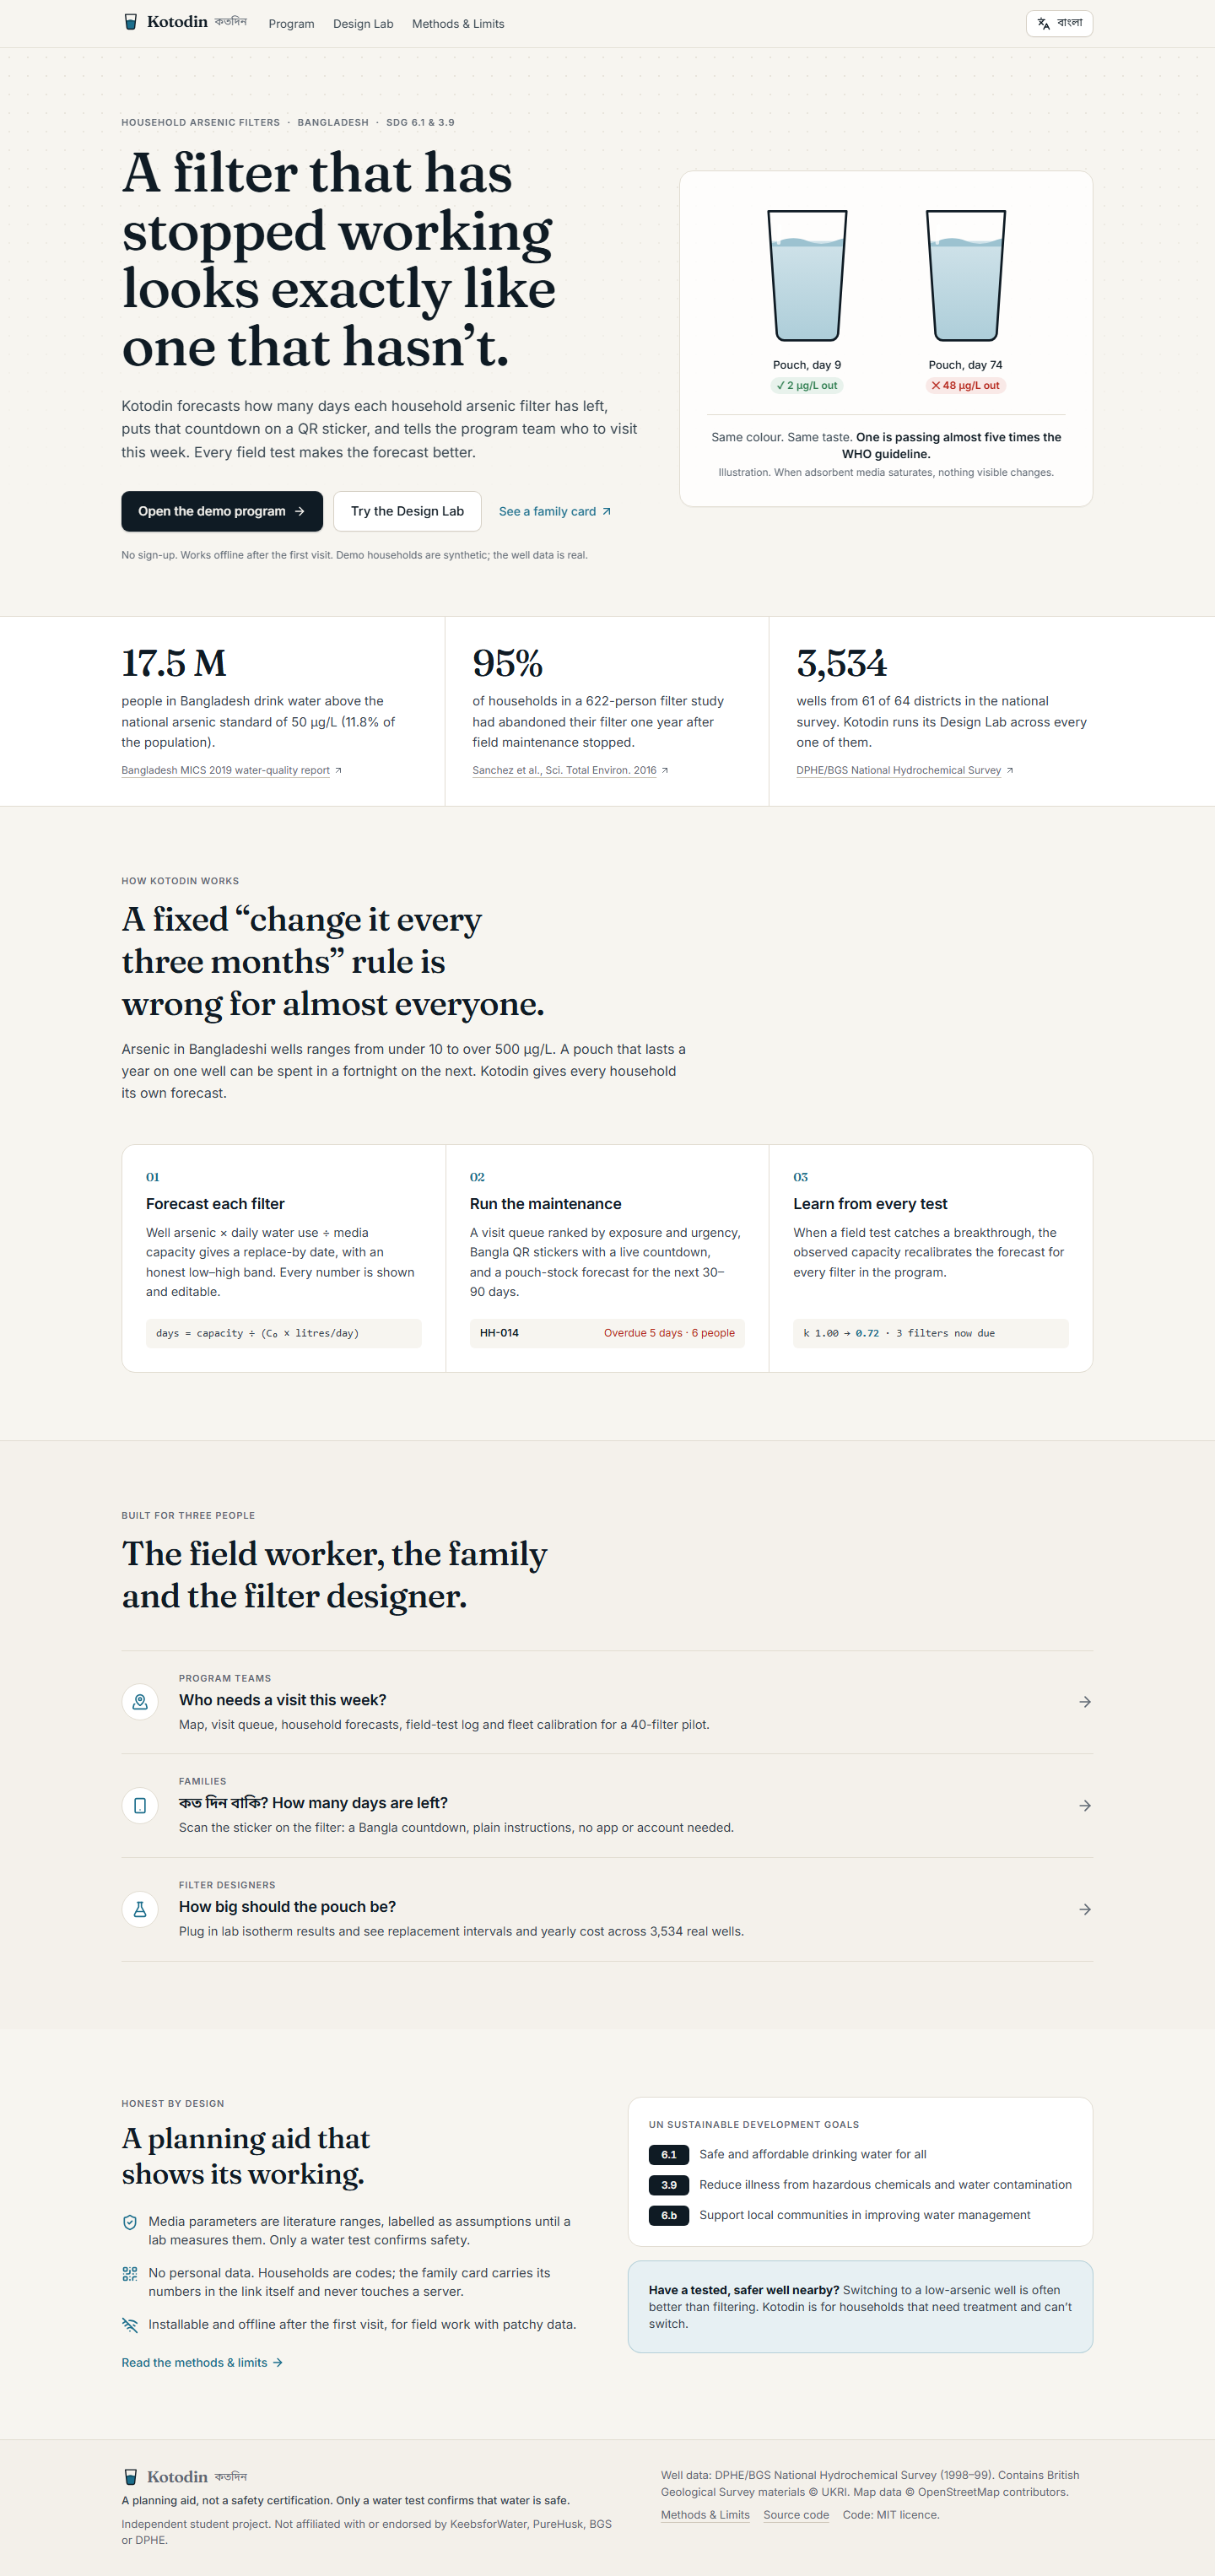 Kotodin কতদিন Program Design Lab Methods & Limits বাংলা
HOUSEHOLD ARSENIC FILTERS · BANGLADESH · SDG 6.1 & 3.9
A filter that has
stopped working
looks exactly like
one that hasn’t.
Kotodin forecasts how many days each household arsenic filter has left,
puts that countdown on a QR sticker, and tells the program team who to visit
this week. Every field test makes the forecast better.
Open the demo program → Try the Design Lab See a family card ↗
No sign-up. Works offline after the first visit. Demo households are synthetic; the well data is real.
Pouch, day 9
✓ 2 µg/L out
Pouch, day 74
✕ 48 µg/L out
Same colour. Same taste. One is passing almost five times the
WHO guideline.
Illustration. When adsorbent media saturates, nothing visible changes.
17.5 M
people in Bangladesh drink water above the
national arsenic standard of 50 µg/L (11.8% of
the population).
Bangladesh MICS 2019 water-quality report ↗
95%
of households in a 622-person filter study
had abandoned their filter one year after
field maintenance stopped.
Sanchez et al., Sci. Total Environ. 2016 ↗
3,534
wells from 61 of 64 districts in the national
survey. Kotodin runs its Design Lab across every
one of them.
DPHE/BGS National Hydrochemical Survey ↗
HOW KOTODIN WORKS
A fixed “change it every
three months” rule is
wrong for almost everyone.
Arsenic in Bangladeshi wells ranges from under 10 to over 500 µg/L. A pouch that lasts a
year on one well can be spent in a fortnight on the next. Kotodin gives every household
its own forecast.
01
Forecast each filter
Well arsenic × daily water use ÷ media
capacity gives a replace-by date, with an
honest low–high band. Every number is shown
and editable.
days = capacity ÷ (C₀ × litres/day)
02
Run the maintenance
A visit queue ranked by exposure and urgency,
Bangla QR stickers with a live countdown,
and a pouch-stock forecast for the next 30–
90 days.
HH-014 Overdue 5 days · 6 people
03
Learn from every test
When a field test catches a breakthrough, the
observed capacity recalibrates the forecast for
every filter in the program.
k 1.00 → 0.72 · 3 filters now due
BUILT FOR THREE PEOPLE
The field worker, the family
and the filter designer.
PROGRAM TEAMS
Who needs a visit this week?
Map, visit queue, household forecasts, field-test log and fleet calibration for a 40-filter pilot.
FAMILIES
কত দিন বাকি? How many days are left?
Scan the sticker on the filter: a Bangla countdown, plain instructions, no app or account needed.
FILTER DESIGNERS
How big should the pouch be?
Plug in lab isotherm results and see replacement intervals and yearly cost across 3,534 real wells.
HONEST BY DESIGN
A planning aid that
shows its working.
Media parameters are literature ranges, labelled as assumptions until a
lab measures them. Only a water test confirms safety.
No personal data. Households are codes; the family card carries its
numbers in the link itself and never touches a server.
Installable and offline after the first visit, for field work with patchy data.
Read the methods & limits →
UN SUSTAINABLE DEVELOPMENT GOALS
6.1 Safe and affordable drinking water for all
3.9 Reduce illness from hazardous chemicals and water contamination
6.b Support local communities in improving water management
Have a tested, safer well nearby? Switching to a low-arsenic well is often
better than filtering. Kotodin is for households that need treatment and can’t
switch.
Kotodin কতদিন
A planning aid, not a safety certification. Only a water test confirms that water is safe.
Independent student project. Not affiliated with or endorsed by KeebsforWater, PureHusk, BGS
or DPHE.
Well data: DPHE/BGS National Hydrochemical Survey (1998–99). Contains British
Geological Survey materials © UKRI. Map data © OpenStreetMap contributors.
Methods & Limits Source code Code: MIT licence.